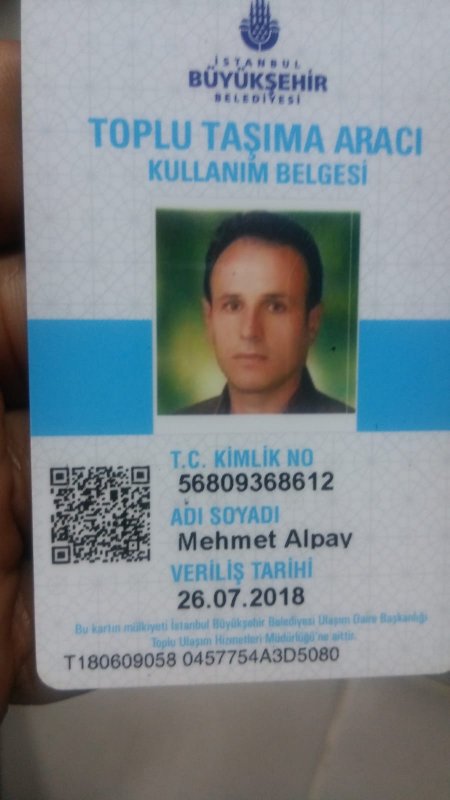 İSTANBUL
BÜYÜKŞEHİR
BELEDİYESİ
TOPLU TAŞIMA ARACI
KULLANIM BELGESİ
T.C. KİMLİK NO
56809368612
ADI SOYADI
Mehmet Alpay
VERİLİŞ TARİHİ
26.07.2018
Bu kartın mülkiyeti İstanbul Büyükşehir Belediyesi Ulaşım Daire Başkanlığı
Toplu Ulaşım Hizmetleri Müdürlüğü'ne aittir.
T180609058 0457754A3D5080